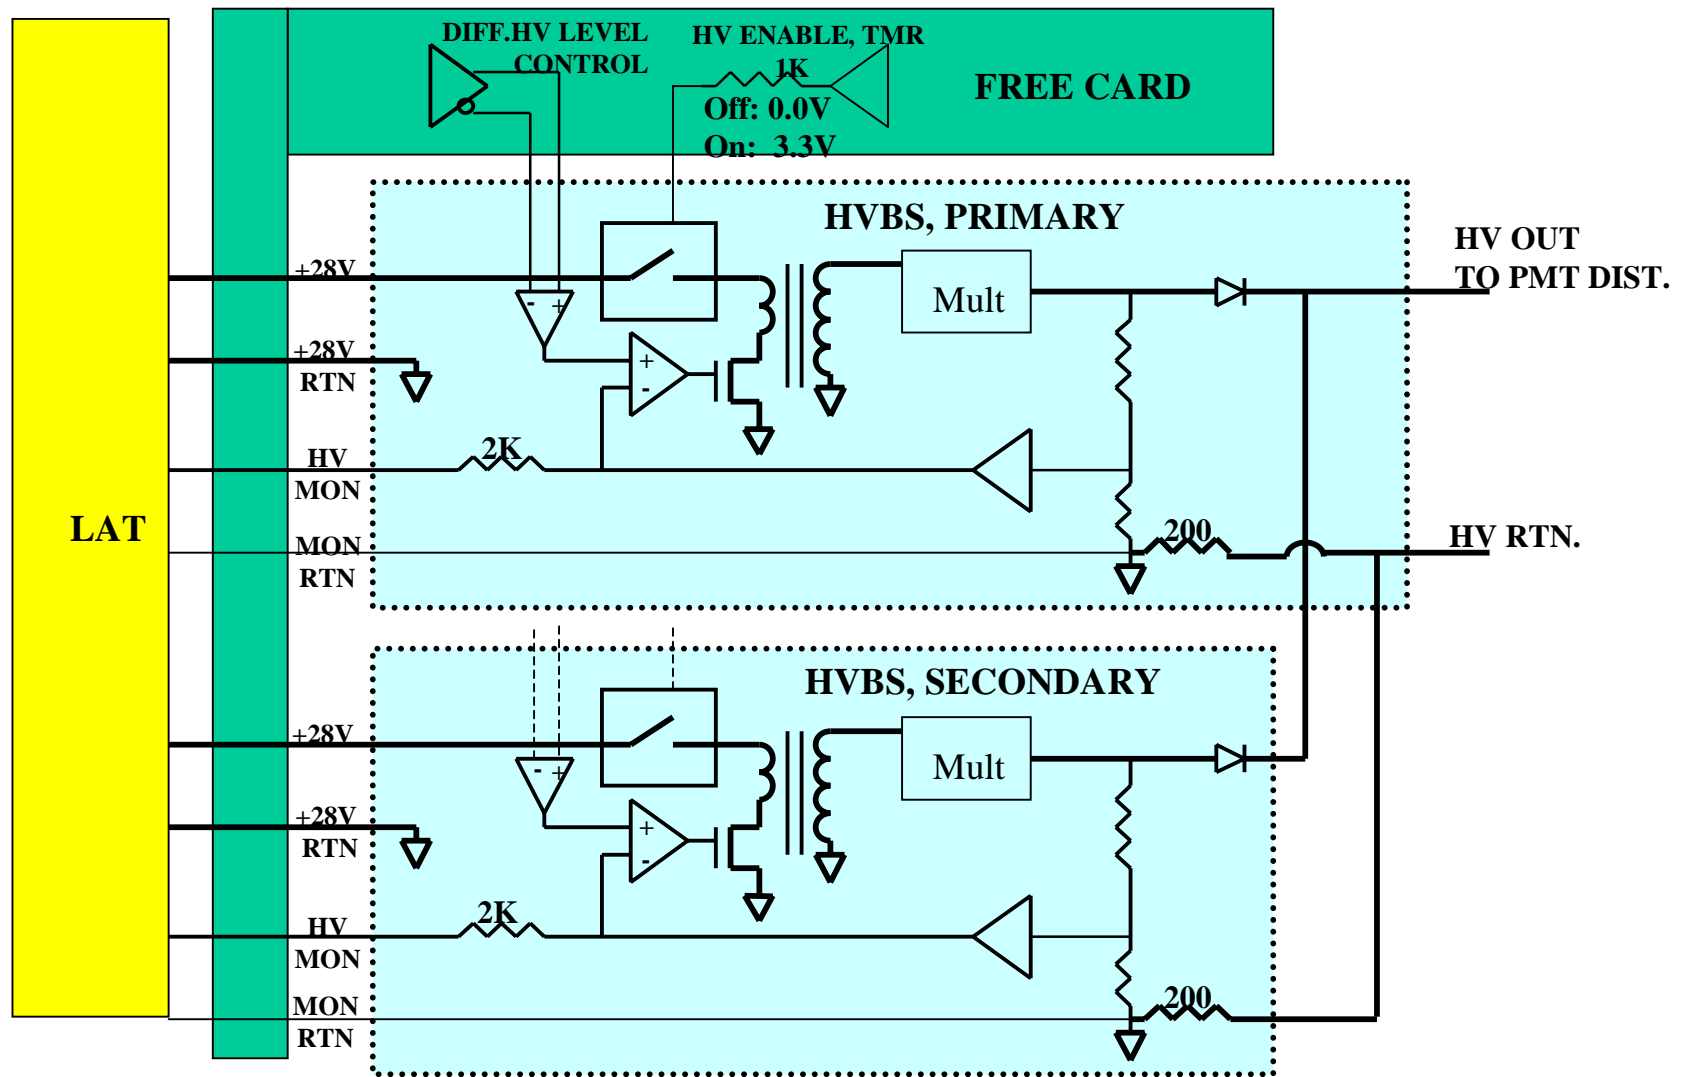 DIFF.HV LEVEL
CONTROL
HV ENABLE, TMR
1K
Off: 0.0V
On:  3.3V
FREE CARD
HVBS, PRIMARY
HV OUT
TO PMT DIST.
+28V
- +
Mult
+28V
RTN
+
-
2K
HV
MON
LAT
200
HV RTN.
MON
RTN
HVBS, SECONDARY
+28V
- +
Mult
+28V
RTN
+
-
2K
HV
MON
200
MON
RTN